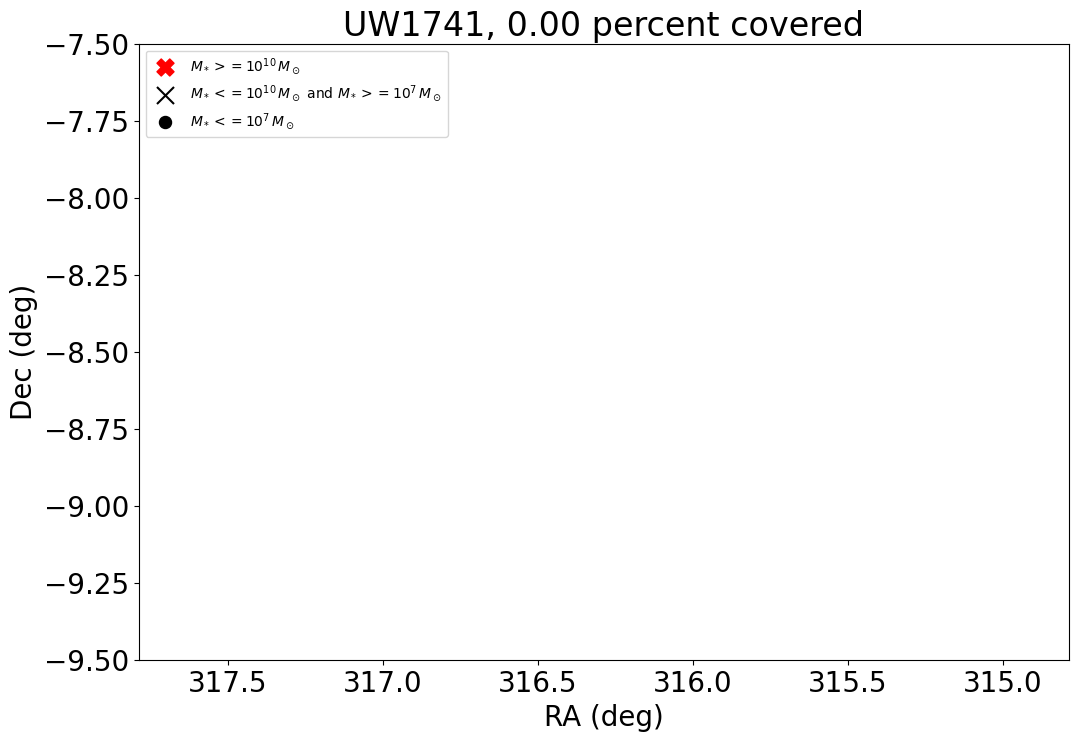 UW1741, 0.00 percent covered
M* >= 10^10 M⊙
M* <= 10^10 M⊙ and M* >= 10^7 M⊙
M* <= 10^7 M⊙
−7.50
−7.75
−8.00
−8.25
−8.50
−8.75
−9.00
−9.25
−9.50
Dec (deg)
317.5 317.0 316.5 316.0 315.5 315.0
RA (deg)